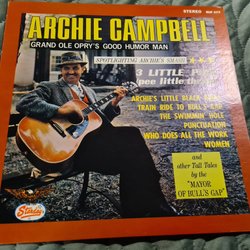 STEREO
ARCHIE CAMPBELL
GRAND OLE OPRY'S GOOD HUMOR MAN
SPOTLIGHTING ARCHIE'S SMASH
3 LITTLE
pee little
ARCHIE'S LITTLE BLACK
TRAIN RIDE TO BULL'S GAP
THE SWIMMIN' HOLE
PUNCTUATION
WHO DOES ALL THE WORK
WOMEN
and
other Tall Tales
by the
"MAYOR
OF BULL'S GAP"
Starday